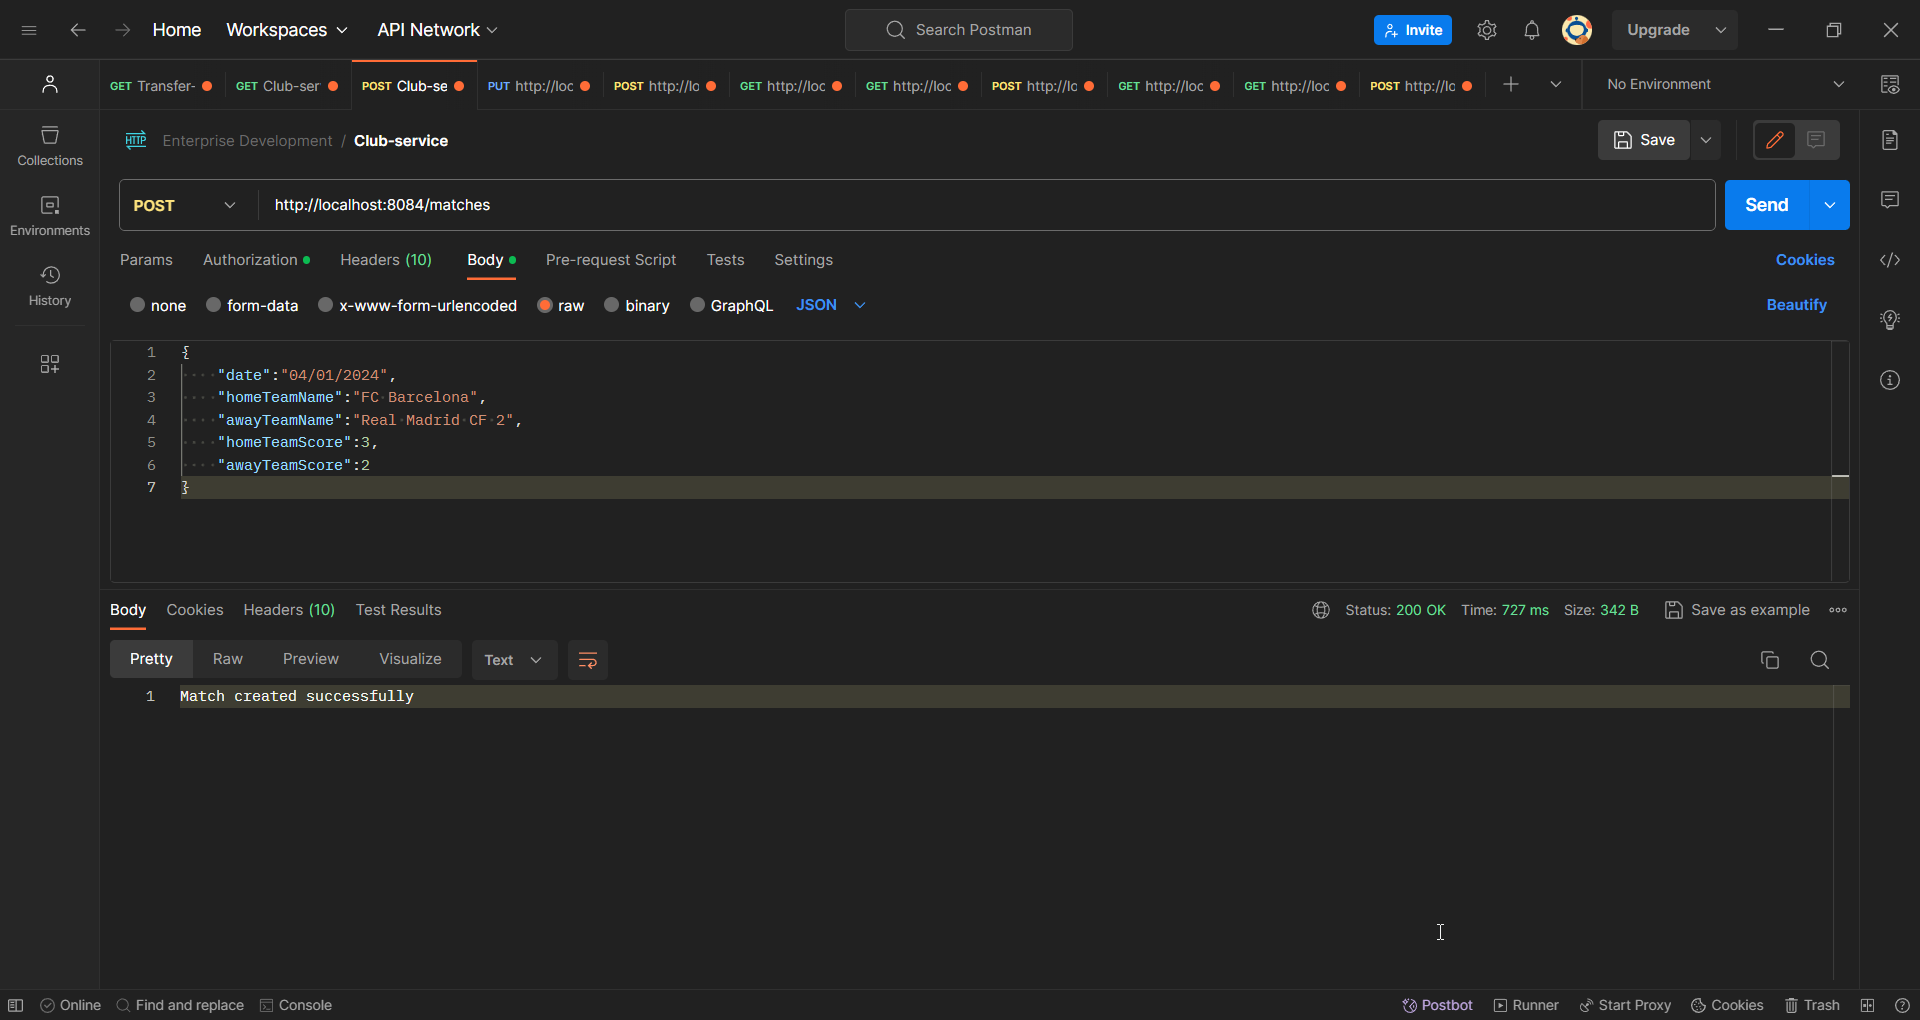 Home Workspaces API Network Search Postman Invite Upgrade
GET Transfer- GET Club-ser POST Club-se PUT http://loc POST http://lo GET http://loc GET http://loc POST http://lo GET http://loc GET http://loc POST http://lo No Environment
HTTP Enterprise Development / Club-service Save
Collections
Environments
History
POST http://localhost:8084/matches Send
Params Authorization Headers (10) Body Pre-request Script Tests Settings Cookies
none form-data x-www-form-urlencoded raw binary GraphQL JSON Beautify
1 {
2 "date":"04/01/2024",
3 "homeTeamName":"FC Barcelona",
4 "awayTeamName":"Real Madrid CF 2",
5 "homeTeamScore":3,
6 "awayTeamScore":2
7 }
Body Cookies Headers (10) Test Results Status: 200 OK Time: 727 ms Size: 342 B Save as example
Pretty Raw Preview Visualize Text
1 Match created successfully
Online Find and replace Console Postbot Runner Start Proxy Cookies Trash